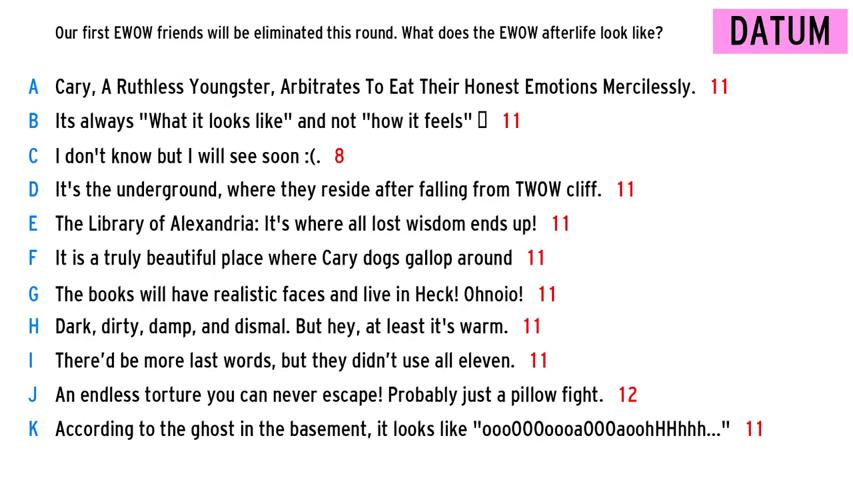 Our first EWOW friends will be eliminated this round. What does the EWOW afterlife look like?
DATUM
A Cary, A Ruthless Youngster, Arbitrates To Eat Their Honest Emotions Mercilessly. 11
B Its always "What it looks like" and not "how it feels" 11
C I don't know but I will see soon :(. 8
D It's the underground, where they reside after falling from TWOW cliff. 11
E The Library of Alexandria: It's where all lost wisdom ends up! 11
F It is a truly beautiful place where Cary dogs gallop around 11
G The books will have realistic faces and live in Heck! Ohnoio! 11
H Dark, dirty, damp, and dismal. But hey, at least it's warm. 11
I There’d be more last words, but they didn’t use all eleven. 11
J An endless torture you can never escape! Probably just a pillow fight. 12
K According to the ghost in the basement, it looks like "oooOOOoooaOOOaoohHHhhh..." 11